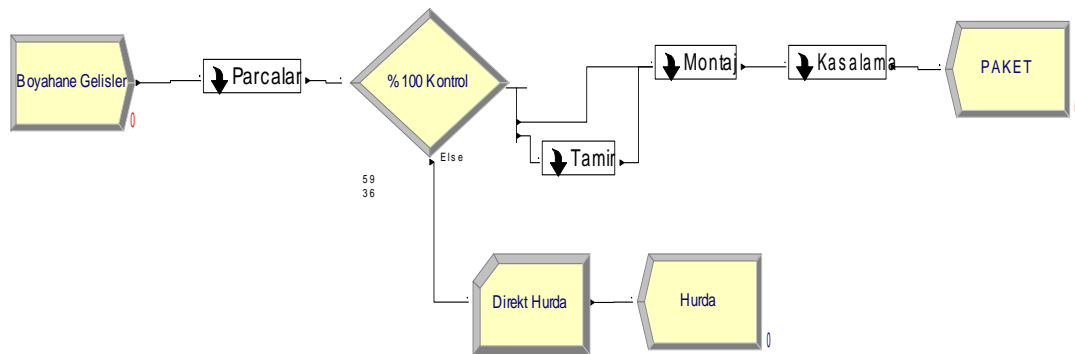 Boyahane Gelisler
0
Parcalar
% 100 Kontrol
Else
59
36
Tamir
Montaj
Kasalama
PAKET
Direkt Hurda
Hurda
0